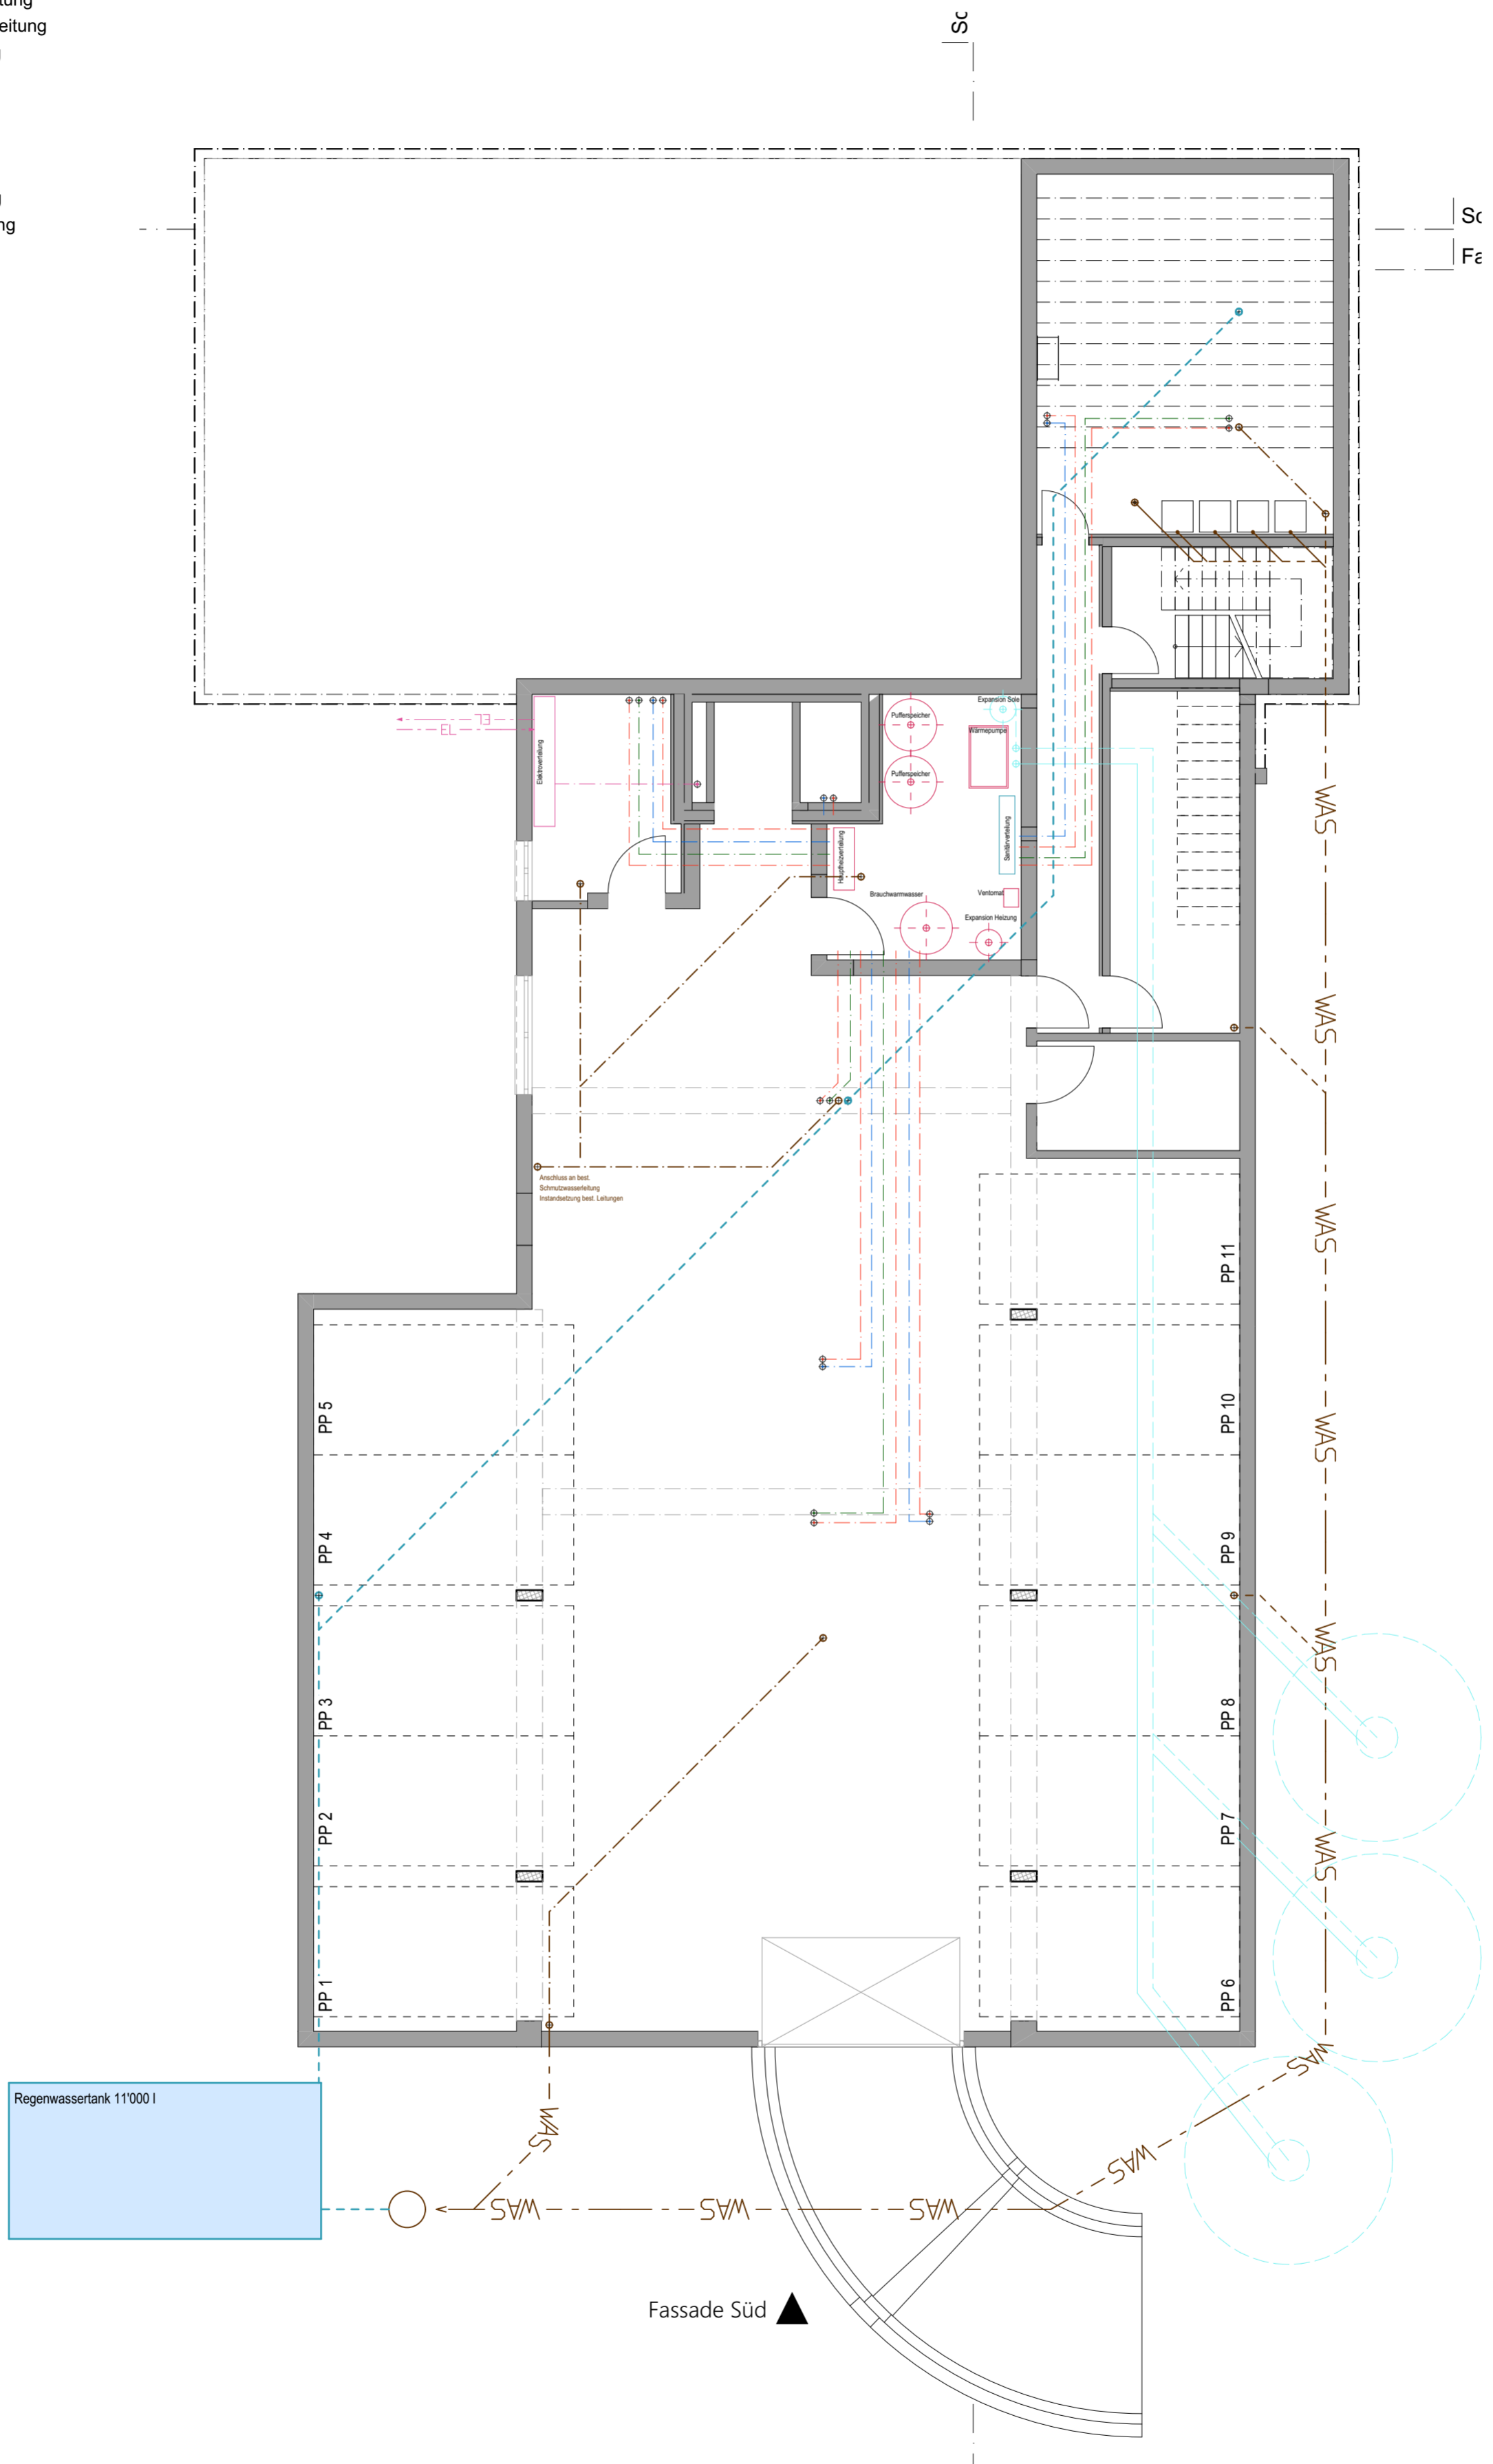 eitung
Sc
Sc
Fa
EL
EL
Elektroverteilung
Pufferspeicher
Pufferspeicher
Expansion Sole
Wärmepumpe
Sanitärverteilung
Hauptheizverteilung
Brauchwarmwasser
Ventomat
Expansion Heizung
WAS
WAS
Anschluss an best.
Schmutzwasserleitung
Instandsetzung best. Leitungen
WAS
PP 11
PP 5
PP 10
WAS
PP 4
PP 9
WAS
PP 3
PP 8
PP 2
PP 7
WAS
PP 1
PP 6
WAS
Regenwassertank 11'000 l
WAS
WAS
WAS
WAS
WAS
Fassade Süd